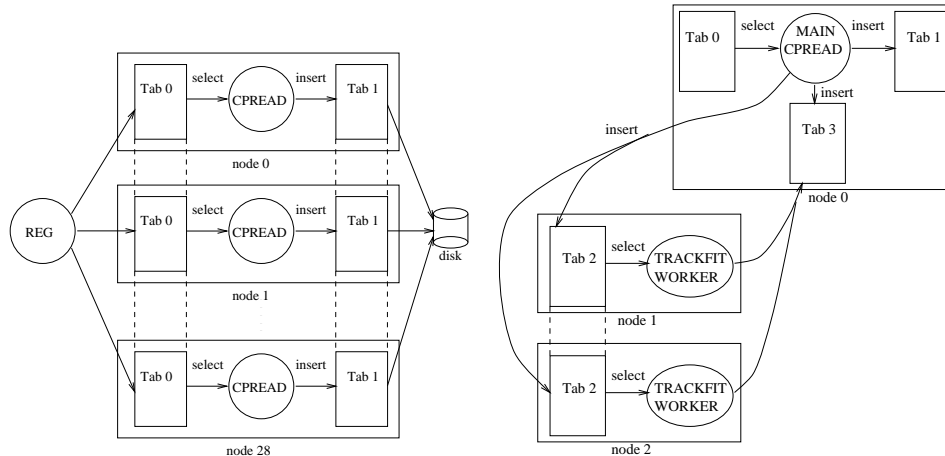 Tab 0
select
CPREAD
insert
Tab 1
node 0
REG
Tab 0
select
CPREAD
insert
Tab 1
disk
node 1
Tab 0
select
CPREAD
insert
Tab 1
node 28
Tab 0
select
MAIN
CPREAD
insert
Tab 1
insert
Tab 3
node 0
insert
Tab 2
select
TRACKFIT
WORKER
node 1
Tab 2
select
TRACKFIT
WORKER
node 2